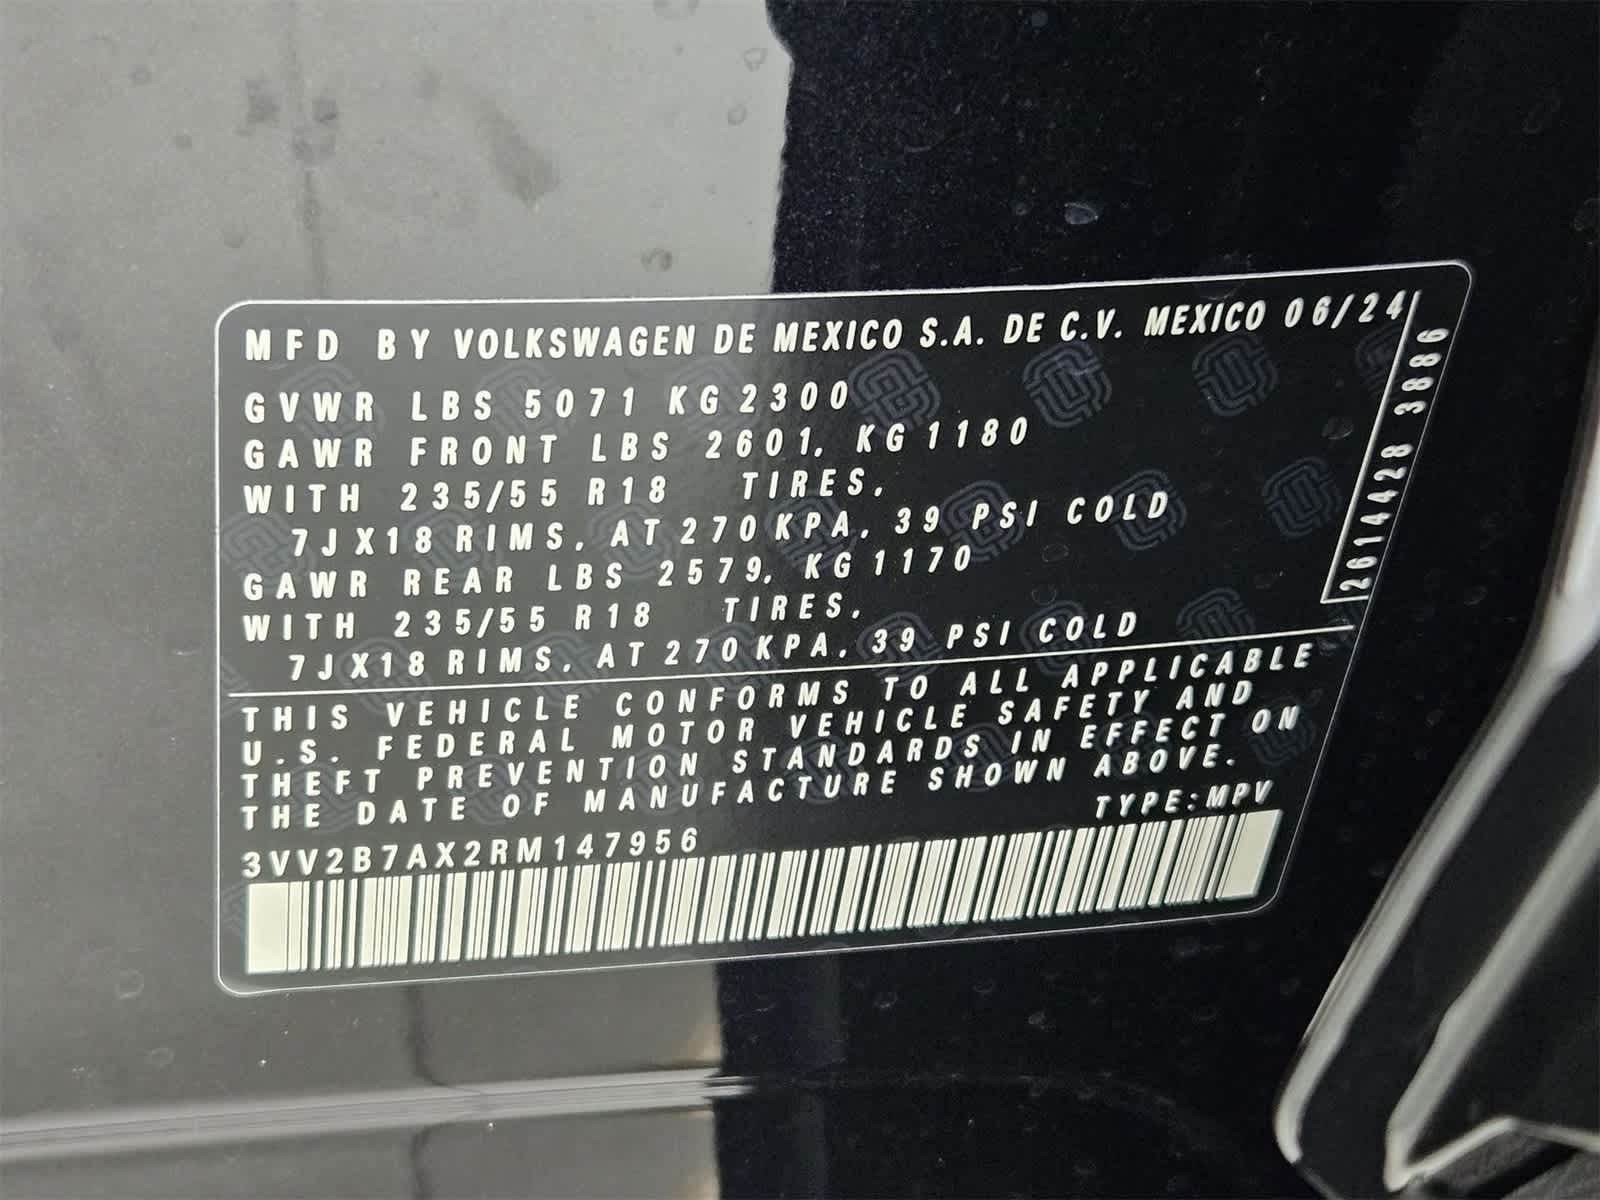 MFD BY VOLKSWAGEN DE MEXICO S.A. DE C.V. MEXICO 06/24
GVWR LBS 5071 KG 2300
GAWR FRONT LBS 2601, KG 1180
WITH 235/55 R18 TIRES,
7JX18 RIMS, AT 270 KPA, 39 PSI COLD
GAWR REAR LBS 2579, KG 1170
WITH 235/55 R18 TIRES,
7JX18 RIMS, AT 270 KPA, 39 PSI COLD
2614428 3886
THIS VEHICLE CONFORMS TO ALL APPLICABLE
U.S. FEDERAL MOTOR VEHICLE SAFETY AND
THEFT PREVENTION STANDARDS IN EFFECT ON
THE DATE OF MANUFACTURE SHOWN ABOVE.
TYPE:MPV
3VV2B7AX2RM147956